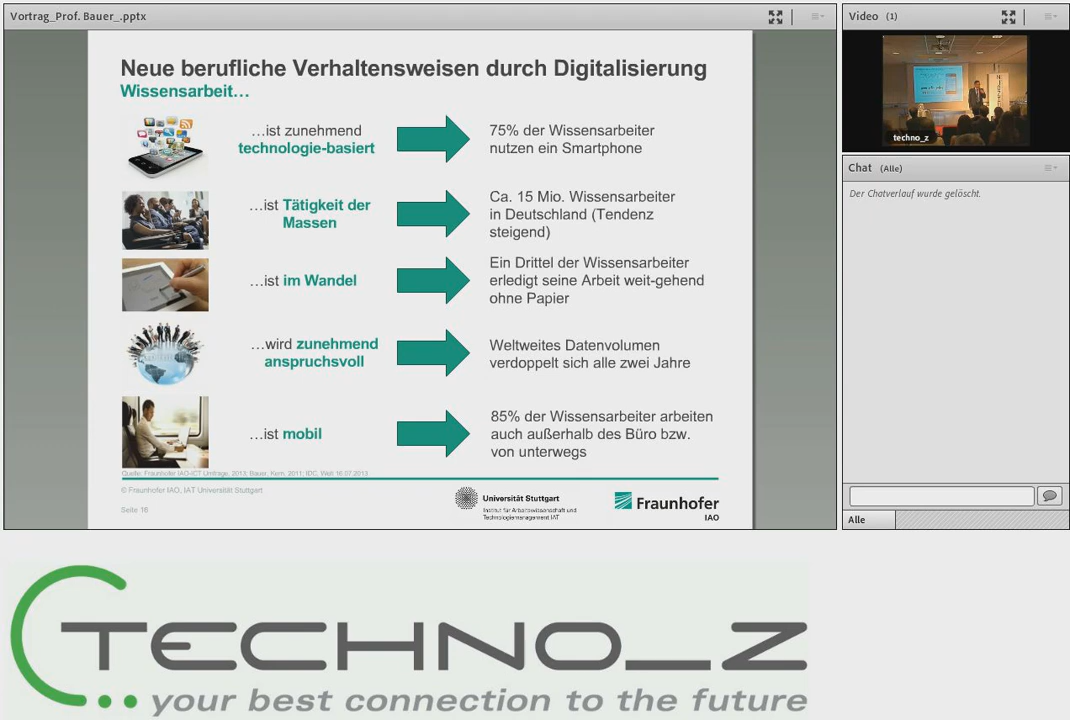 Vortrag_Prof. Bauer_.pptx
Neue berufliche Verhaltensweisen durch Digitalisierung
Wissensarbeit…
…ist zunehmend
technologie-basiert
75% der Wissensarbeiter
nutzen ein Smartphone
…ist Tätigkeit der
Massen
Ca. 15 Mio. Wissensarbeiter
in Deutschland (Tendenz
steigend)
…ist im Wandel
Ein Drittel der Wissensarbeiter
erledigt seine Arbeit weit-gehend
ohne Papier
…wird zunehmend
anspruchsvoll
Weltweites Datenvolumen
verdoppelt sich alle zwei Jahre
…ist mobil
85% der Wissensarbeiter arbeiten
auch außerhalb des Büro bzw.
von unterwegs
Quelle: Fraunhofer IAO-ICT Umfrage, 2013; Bauer, Kern, 2011; IDC, Welt 16.07.2013
© Fraunhofer IAO, IAT Universität Stuttgart
Seite 16
Universität Stuttgart
Institut für Arbeitswissenschaft und
Technologiemanagement IAT
Fraunhofer
IAO
Video (1)
techno_z
Chat (Alle)
Der Chatverlauf wurde gelöscht.
Alle
TECHNO_Z
your best connection to the future